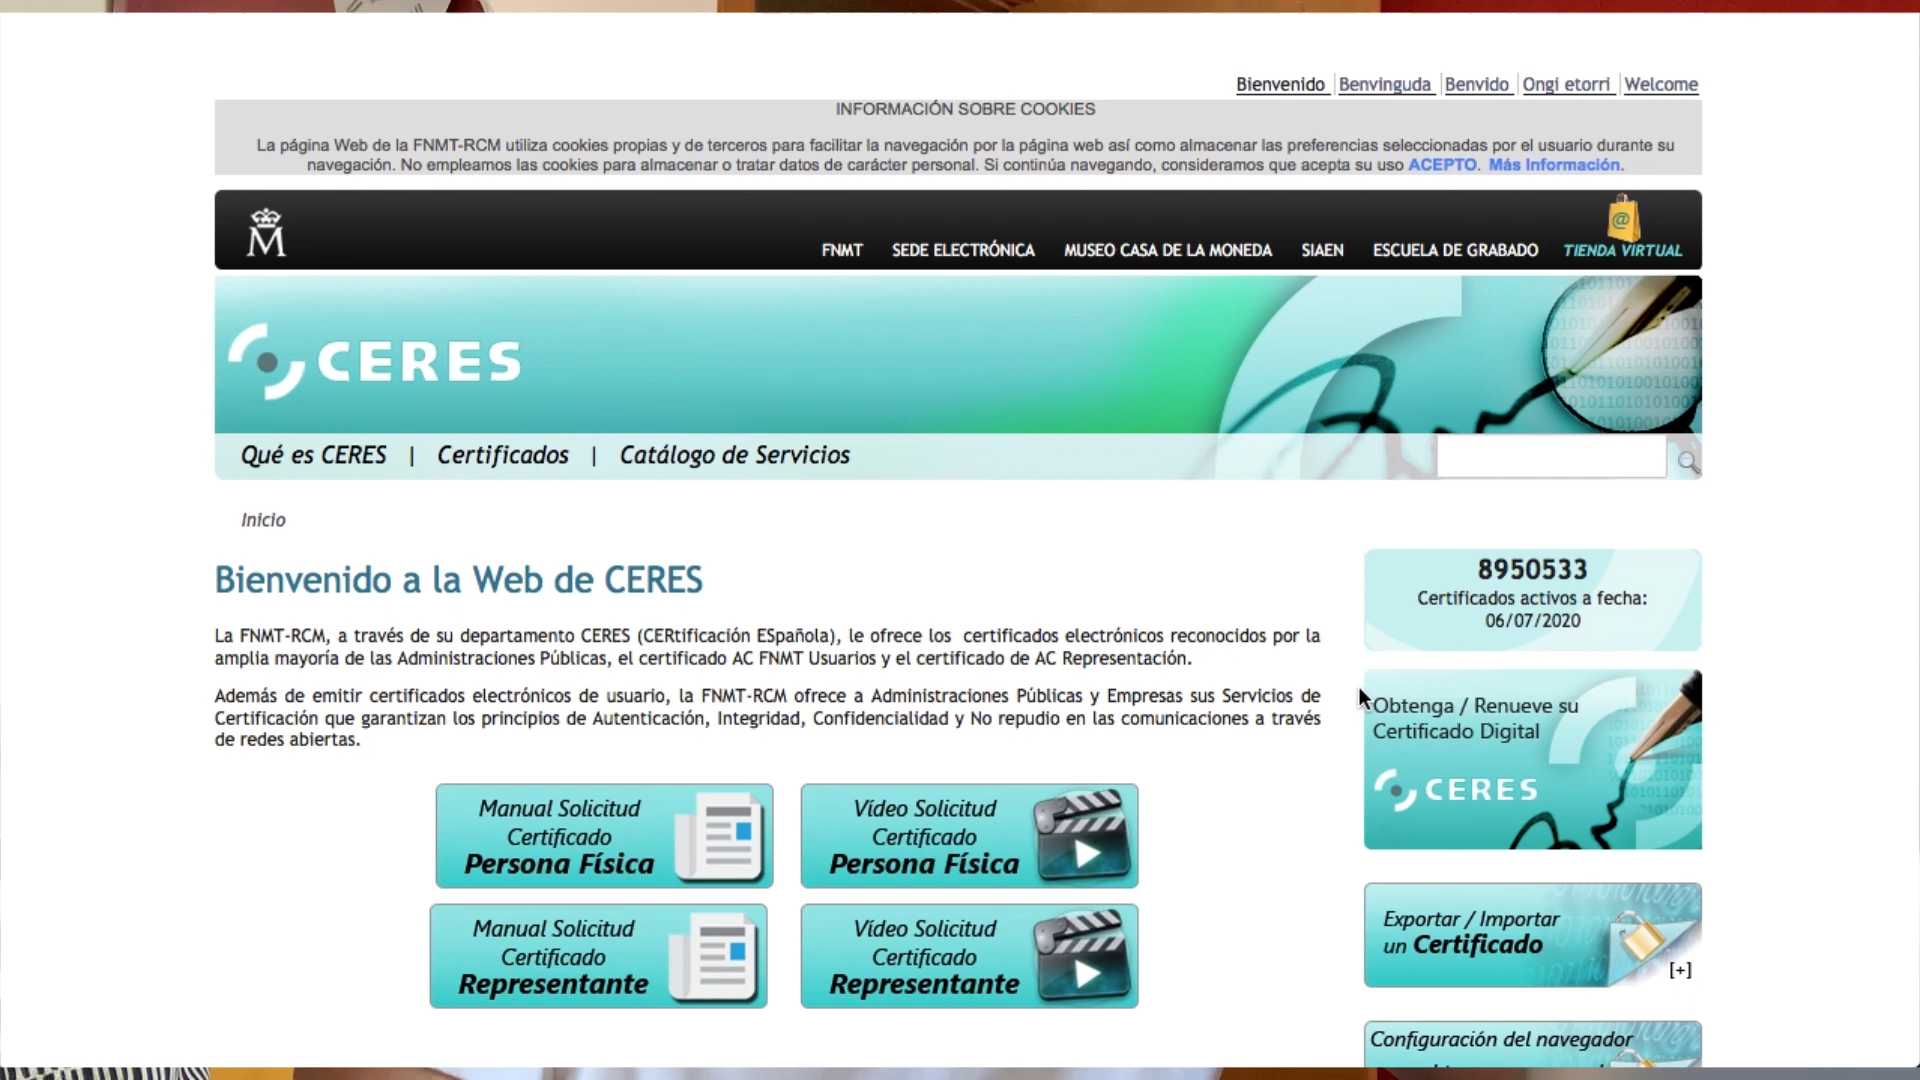 Bienvenido Benvinguda Benvido Ongi etorri Welcome
INFORMACIÓN SOBRE COOKIES
La página Web de la FNMT-RCM utiliza cookies propias y de terceros para facilitar la navegación por la página web así como almacenar las preferencias seleccionadas por el usuario durante su
navegación. No empleamos las cookies para almacenar o tratar datos de carácter personal. Si continúa navegando, consideramos que acepta su uso ACEPTO. Más Información.
M
FNMT SEDE ELECTRÓNICA MUSEO CASA DE LA MONEDA SIAEN ESCUELA DE GRABADO TIENDA VIRTUAL
CERES
Qué es CERES | Certificados | Catálogo de Servicios
Inicio
Bienvenido a la Web de CERES
La FNMT-RCM, a través de su departamento CERES (CERtificación ESpañola), le ofrece los certificados electrónicos reconocidos por la
amplia mayoría de las Administraciones Públicas, el certificado AC FNMT Usuarios y el certificado de AC Representación.
Además de emitir certificados electrónicos de usuario, la FNMT-RCM ofrece a Administraciones Públicas y Empresas sus Servicios de
Certificación que garantizan los principios de Autenticación, Integridad, Confidencialidad y No repudio en las comunicaciones a través
de redes abiertas.
Manual Solicitud
Certificado
Persona Física
Vídeo Solicitud
Certificado
Persona Física
Manual Solicitud
Certificado
Representante
Vídeo Solicitud
Certificado
Representante
8950533
Certificados activos a fecha:
06/07/2020
Obtenga / Renueve su
Certificado Digital
CERES
Exportar / Importar
un Certificado
[+]
Configuración del navegador